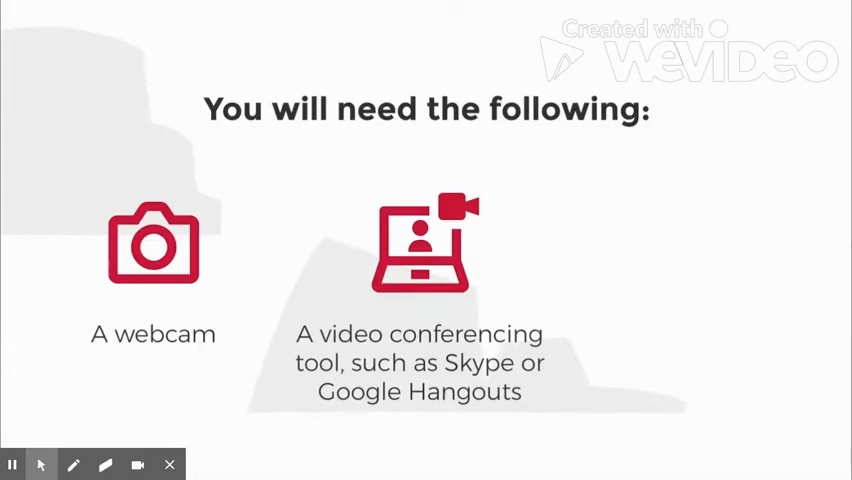 Created with
WeVideo
You will need the following:
A webcam
A video conferencing
tool, such as Skype or
Google Hangouts